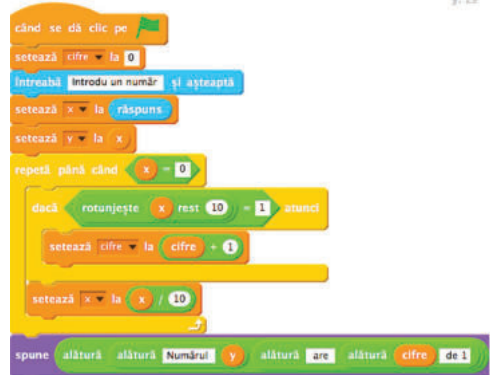 când se dă clic pe
setează cifre la 0
întreabă Introdu un număr și așteaptă
setează x la răspuns
setează y la x
repetă până când x = 0
dacă rotunjește x rest 10 = 1 atunci
setează cifre la cifre + 1
setează x la x / 10
spune alătură alătură Numărul y alătură are alătură cifre de 1